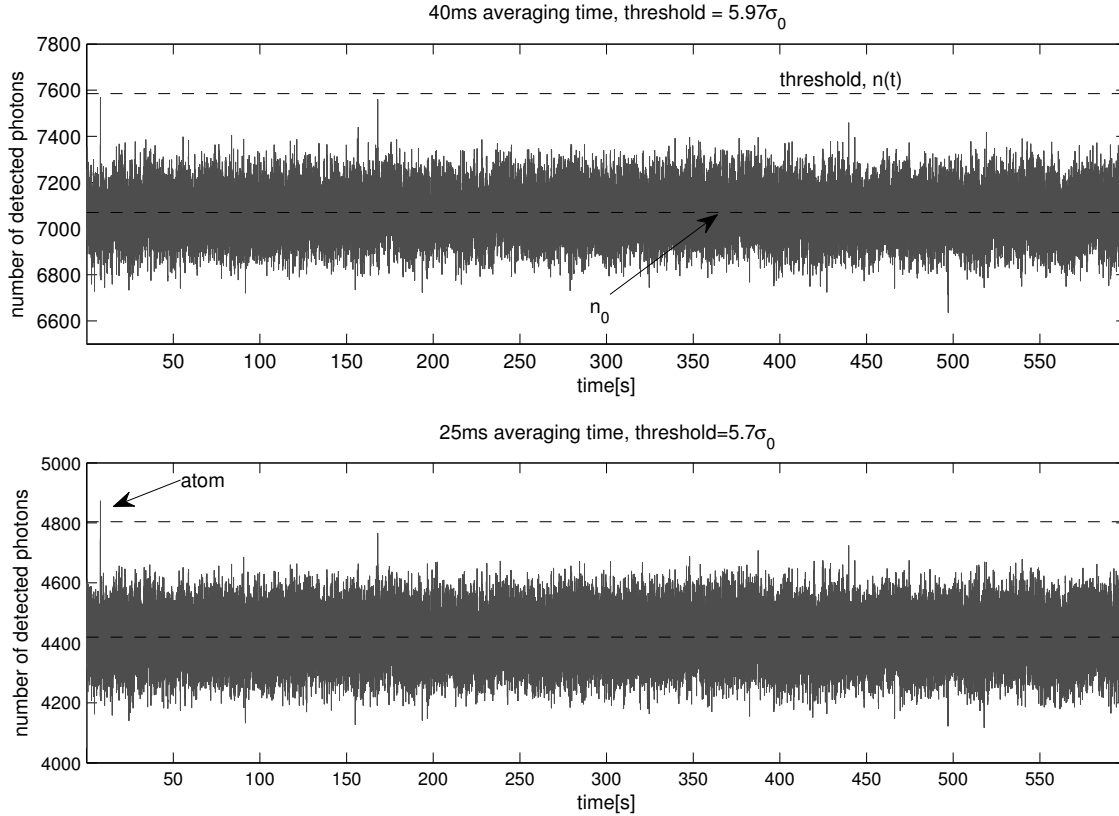 40ms averaging time, threshold = 5.97σ₀
7800
7600
7400
7200
7000
6800
6600
number of detected photons
threshold, n(t)
n₀
50 100 150 200 250 300 350 400 450 500 550
time[s]
25ms averaging time, threshold=5.7σ₀
5000
4800
4600
4400
4200
4000
number of detected photons
atom
50 100 150 200 250 300 350 400 450 500 550
time[s]